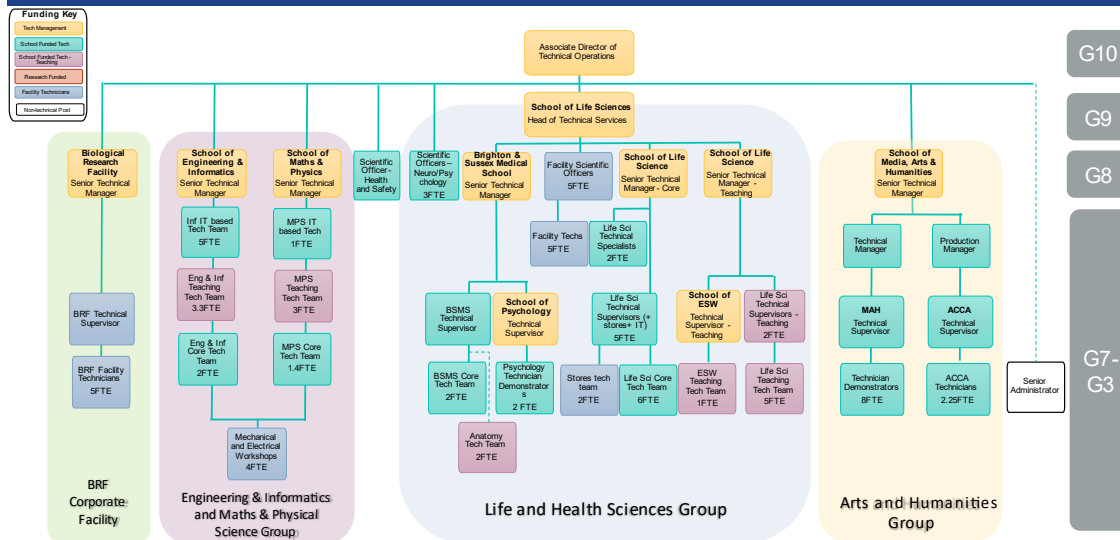 Funding Key
Tech Management
School Funded Tech
School Funded Tech -
Teaching
Research Funded
Facility Technicians
Non-technical Post
Associate Director of
Technical Operations
G10
School of Life Sciences
Head of Technical Services
G9
Biological
Research
Facility
Senior Technical
Manager
School of
Engineering &
Informatics
Senior Technical
Manager
School of
Maths &
Physics
Senior Technical
Manager
Scientific
Officer-
Health
and Safety
Scientific
Officers –
Neuro/Psy
chology
3FTE
Brighton &
Sussex Medical
School
Senior Technical
Manager
Facility Scientific
Officers
5FTE
School of Life
Science
Senior Technical
Manager- Core
School of Life
Science
Senior Technical
Manager -
Teaching
School of
Media, Arts &
Humanities
Senior Technical
Manager
G8
Inf IT based
Tech Team
5FTE
MPS IT
based Tech
1FTE
Facility Techs
5FTE
Life Sci
Technical
Specialists
2FTE
Technical
Manager
Production
Manager
Eng & Inf
Teaching
Tech Team
3.3FTE
MPS
Teaching
Tech Team
3FTE
BRF Technical
Supervisor
BSMS
Technical
Supervisor
School of
Psychology
Technical
Supervisor
Life Sci
Technical
Supervisors (+
stores+ IT)
5FTE
School of
ESW
Technical
Supervisor -
Teaching
Life Sci
Technical
Supervisors -
Teaching
2FTE
MAH
Technical
Supervisor
ACCA
Technical
Supervisor
G7-
G3
Eng & Inf
Core Tech
Team
2FTE
MPS Core
Tech Team
1.4FTE
BRF Facility
Technicians
5FTE
BSMS Core
Tech Team
2FTE
Psychology
Technician
Demonstrator
s
2 FTE
Stores tech
team
2FTE
Life Sci Core
Tech Team
6FTE
ESW
Teaching
Tech Team
1FTE
Life Sci
Teaching
Tech Team
5FTE
Technician
Demonstrators
8FTE
ACCA
Technicians
2.25FTE
Senior
Administrator
Mechanical
and Electrical
Workshops
4FTE
Anatomy
Tech Team
2FTE
BRF
Corporate
Facility
Engineering & Informatics
and Maths & Physical
Science Group
Life and Health Sciences Group
Arts and Humanities
Group